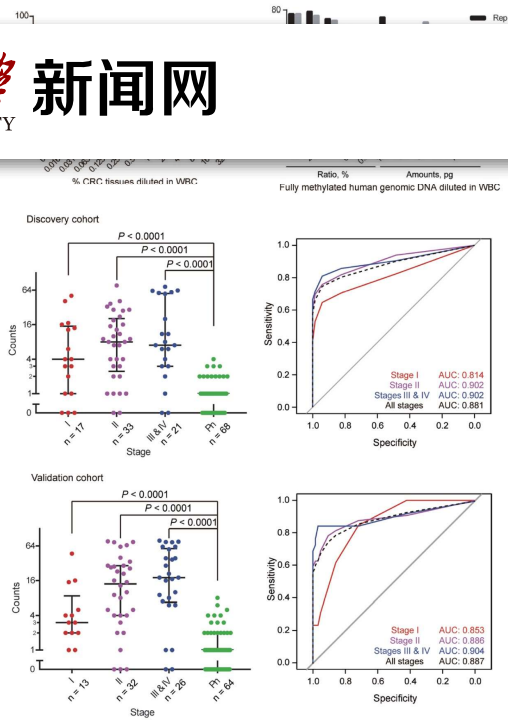 100
80
Rep
新闻网
TY
% CRC tissues diluted in WBC
Ratio, %
Amounts, pg
Fully methylated human genomic DNA diluted in WBC
Discovery cohort
P < 0.0001
P < 0.0001
P < 0.0001
Counts
64
16
4
3
2
1
0
I
n = 17
II
n = 33
III & IV
n = 21
Ph
n = 68
Stage
Sensitivity
1.0
0.8
0.6
0.4
0.2
0.0
Stage I AUC: 0.814
Stage II AUC: 0.902
Stages III & IV AUC: 0.902
All stages AUC: 0.881
1.0 0.8 0.6 0.4 0.2 0.0
Specificity
Validation cohort
P < 0.0001
P < 0.0001
P < 0.0001
Counts
64
16
4
3
2
1
0
I
n = 13
II
n = 32
III & IV
n = 26
Ph
n = 64
Stage
Sensitivity
1.0
0.8
0.6
0.4
0.2
0.0
Stage I AUC: 0.853
Stage II AUC: 0.886
Stages III & IV AUC: 0.904
All stages AUC: 0.887
1.0 0.8 0.6 0.4 0.2 0.0
Specificity